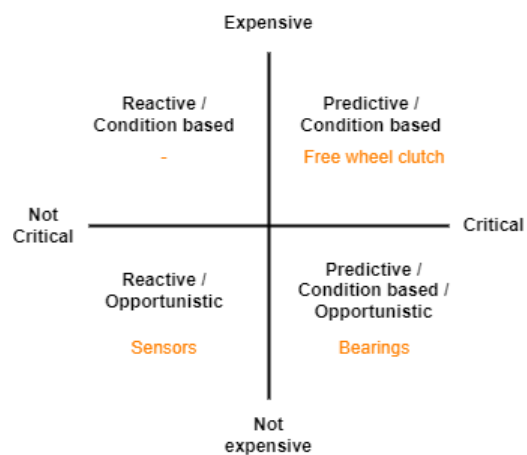 Expensive
Reactive /
Condition based
-
Predictive /
Condition based
Free wheel clutch
Not
Critical
Critical
Reactive /
Opportunistic
Sensors
Predictive /
Condition based /
Opportunistic
Bearings
Not
expensive